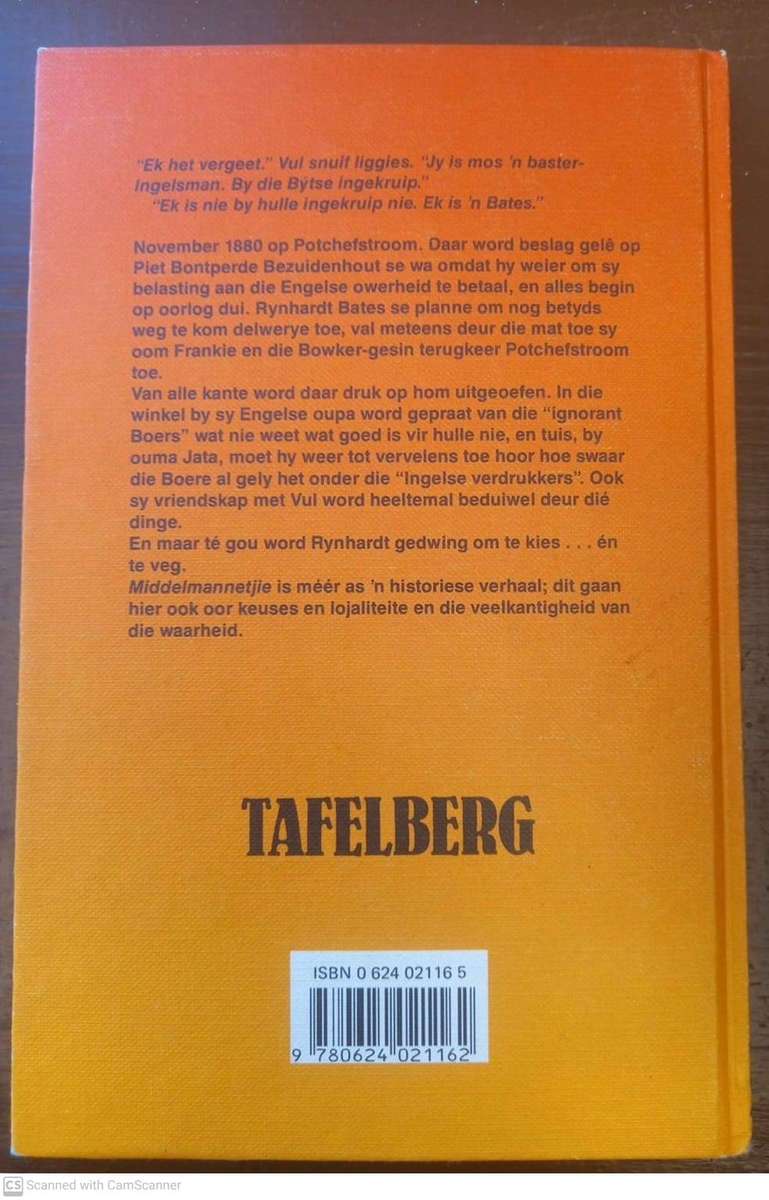 "Ek het vergeet." Vul snuif liggies. "Jy is mos 'n baster-
Ingelsman. By die Býtse ingekruip."
"Ek is nie by hulle ingekruip nie. Ek is 'n Bates."
November 1880 op Potchefstroom. Daar word beslag gelê op
Piet Bontperde Bezuidenhout se wa omdat hy weier om sy
belasting aan die Engelse owerheid te betaal, en alles begin
op oorlog dui. Rynhardt Bates se planne om nog betyds
weg te kom delwerye toe, val meteens deur die mat toe sy
oom Frankie en die Bowker-gesin terugkeer Potchefstroom
toe.
Van alle kante word daar druk op hom uitgeoefen. In die
winkel by sy Engelse oupa word gepraat van die "ignorant
Boers" wat nie weet wat goed is vir hulle nie, en tuis, by
ouma Jata, moet hy weer tot vervelens toe hoor hoe swaar
die Boere al gely het onder die "Ingelse verdrukkers". Ook
sy vriendskap met Vul word heeltemal beduiwel deur dié
dinge.
En maar té gou word Rynhardt gedwing om te kies . . . én
te veg.
Middelmannetjie is méér as 'n historiese verhaal; dit gaan
hier ook oor keuses en lojaliteite en die veelkantigheid van
die waarheid.
TAFELBERG
ISBN 0 624 02116 5
9 780624 021162
CS Scanned with CamScanner